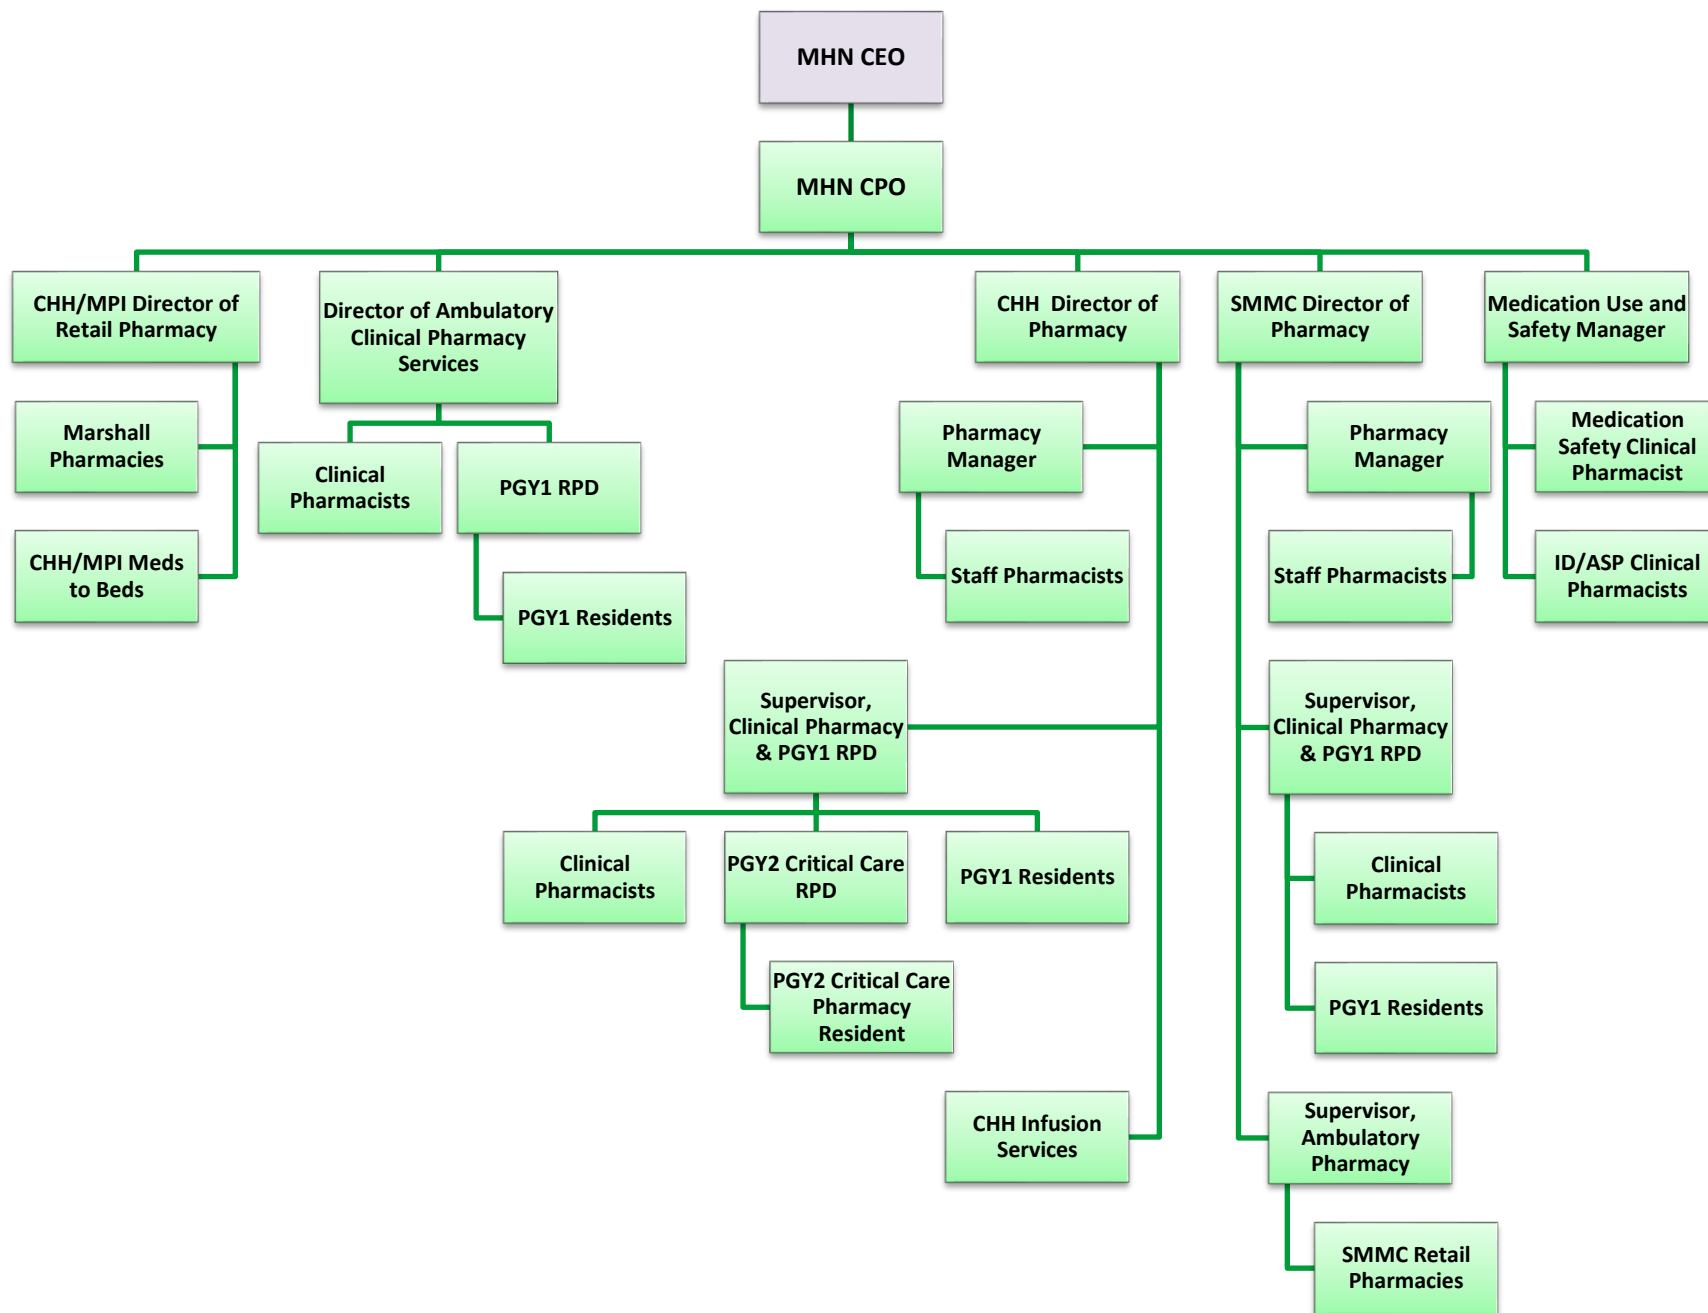 MHN CEO
MHN CPO
CHH/MPI Director of
Retail Pharmacy
Director of Ambulatory
Clinical Pharmacy
Services
CHH  Director of
Pharmacy
SMMC Director of
Pharmacy
Medication Use and
Safety Manager
Marshall
Pharmacies
CHH/MPI Meds
to Beds
Clinical
Pharmacists
PGY1 RPD
PGY1 Residents
Pharmacy
Manager
Staff Pharmacists
Supervisor,
Clinical Pharmacy
& PGY1 RPD
Clinical
Pharmacists
PGY2 Critical Care
RPD
PGY2 Critical Care
Pharmacy
Resident
PGY1 Residents
CHH Infusion
Services
Pharmacy
Manager
Staff Pharmacists
Supervisor,
Clinical Pharmacy
& PGY1 RPD
Clinical
Pharmacists
PGY1 Residents
Supervisor,
Ambulatory
Pharmacy
SMMC Retail
Pharmacies
Medication
Safety Clinical
Pharmacist
ID/ASP Clinical
Pharmacists